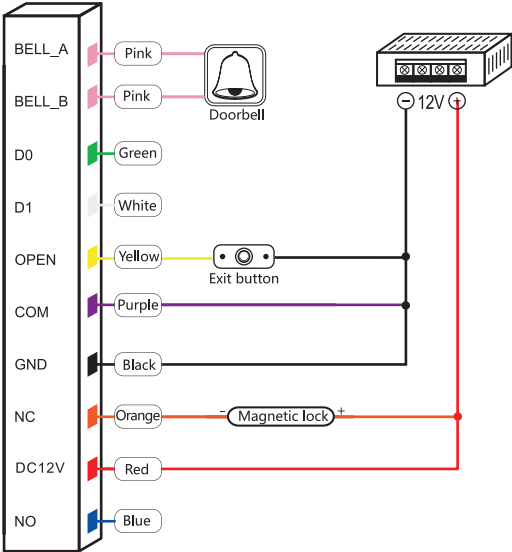 BELL_A Pink
BELL_B Pink
Doorbell
− 12V +
D0 Green
D1 White
OPEN Yellow
Exit button
COM Purple
GND Black
NC Orange - Magnetic lock +
DC12V Red
NO Blue